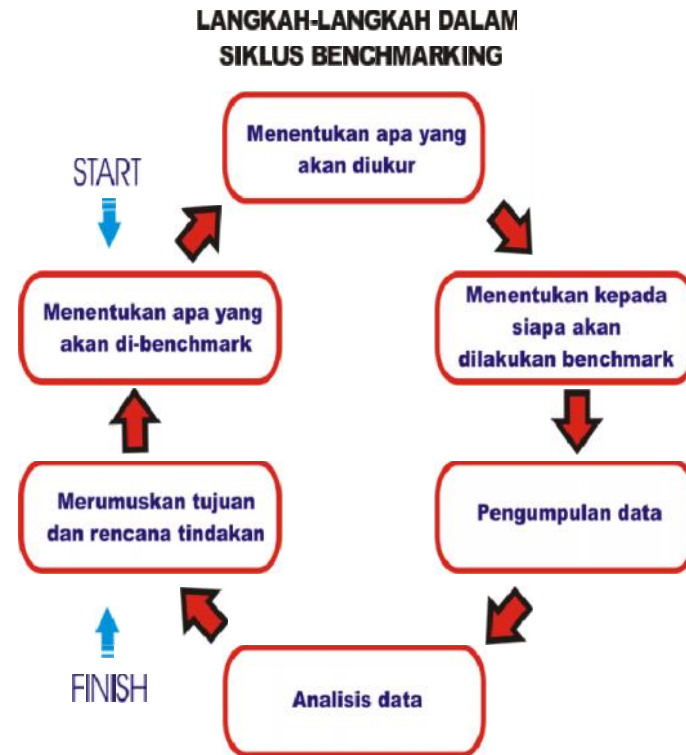 LANGKAH-LANGKAH DALAM
SIKLUS BENCHMARKING
Menentukan apa yang
akan diukur
START
Menentukan apa yang
akan di-benchmark
Menentukan kepada
siapa akan
dilakukan benchmark
Merumuskan tujuan
dan rencana tindakan
Pengumpulan data
FINISH
Analisis data